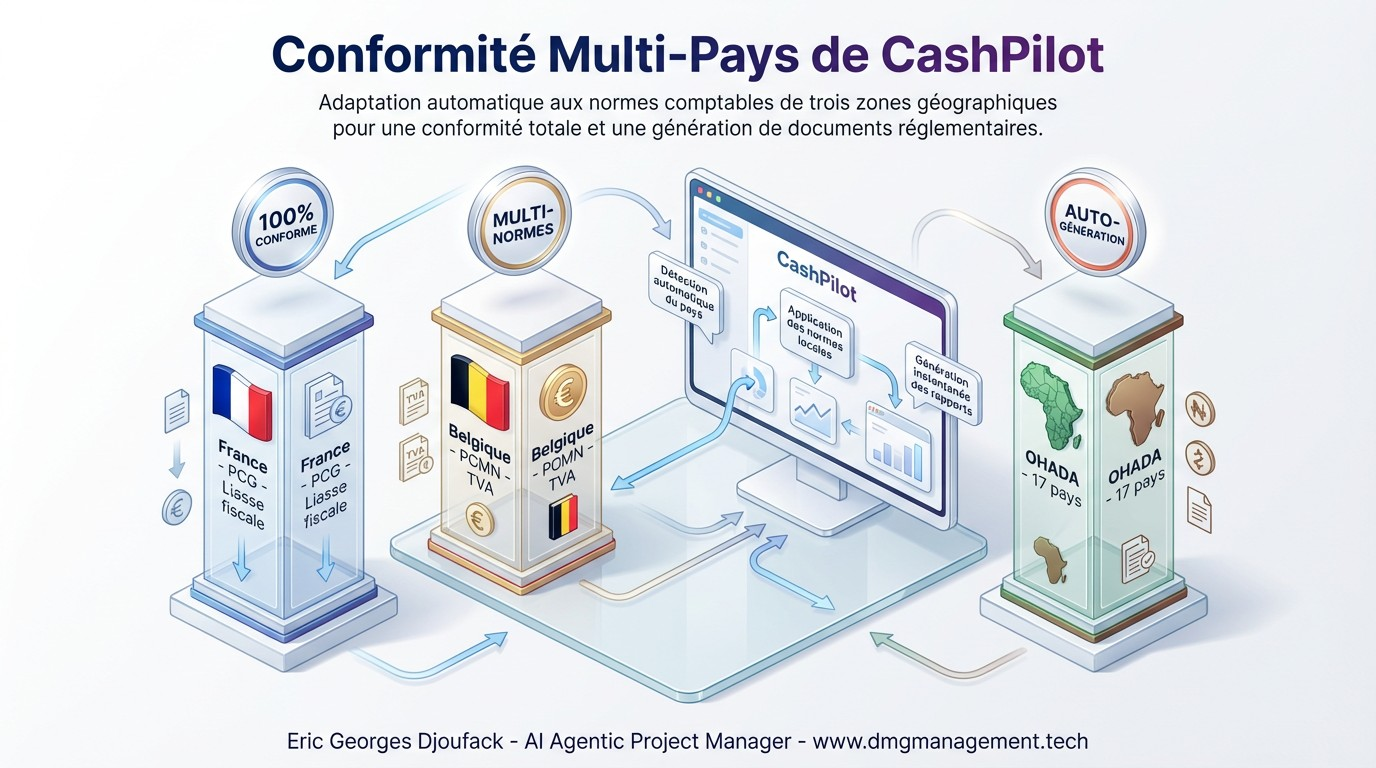 Conformité Multi-Pays de CashPilot
Adaptation automatique aux normes comptables de trois zones géographiques
pour une conformité totale et une génération de documents réglementaires.
100%
CONFORME
MULTI-
NORMES
AUTO-
GÉNÉRATION
CashPilot
Détection
automatique
du pays
Application
des normes
locales
Génération
instantanée
des rapports
France
- PCG -
Liasse
fiscale
France
- PCG -
Liasse
fiscale
TVA
TVA
Belgique
- PCMN -
TVA
Belgique
- POMN -
TVA
OHADA
- 17 pays
OHADA
- 17 pays
Eric Georges Djoufack - AI Agentic Project Manager - www.dmgmanagement.tech